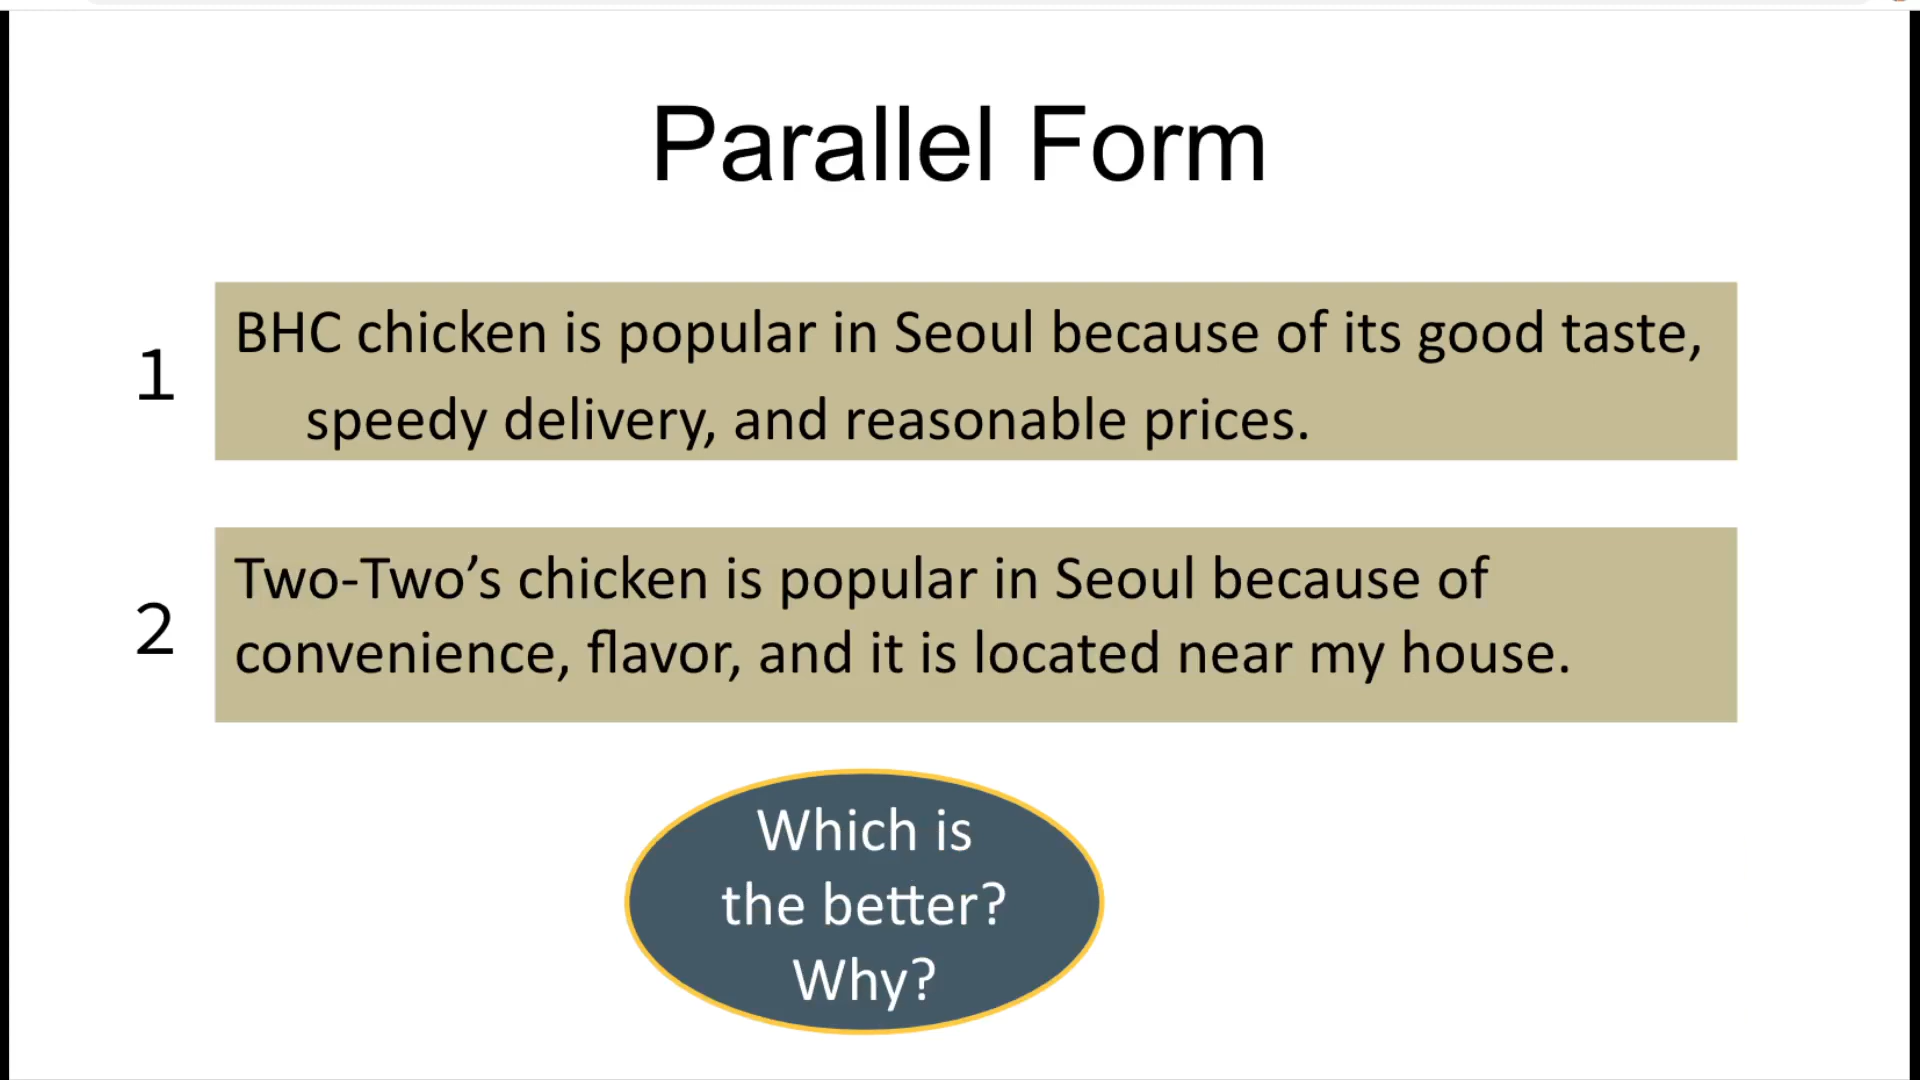 Parallel Form
1
BHC chicken is popular in Seoul because of its good taste,
speedy delivery, and reasonable prices.
2
Two-Two’s chicken is popular in Seoul because of
convenience, flavor, and it is located near my house.
Which is
the better?
Why?